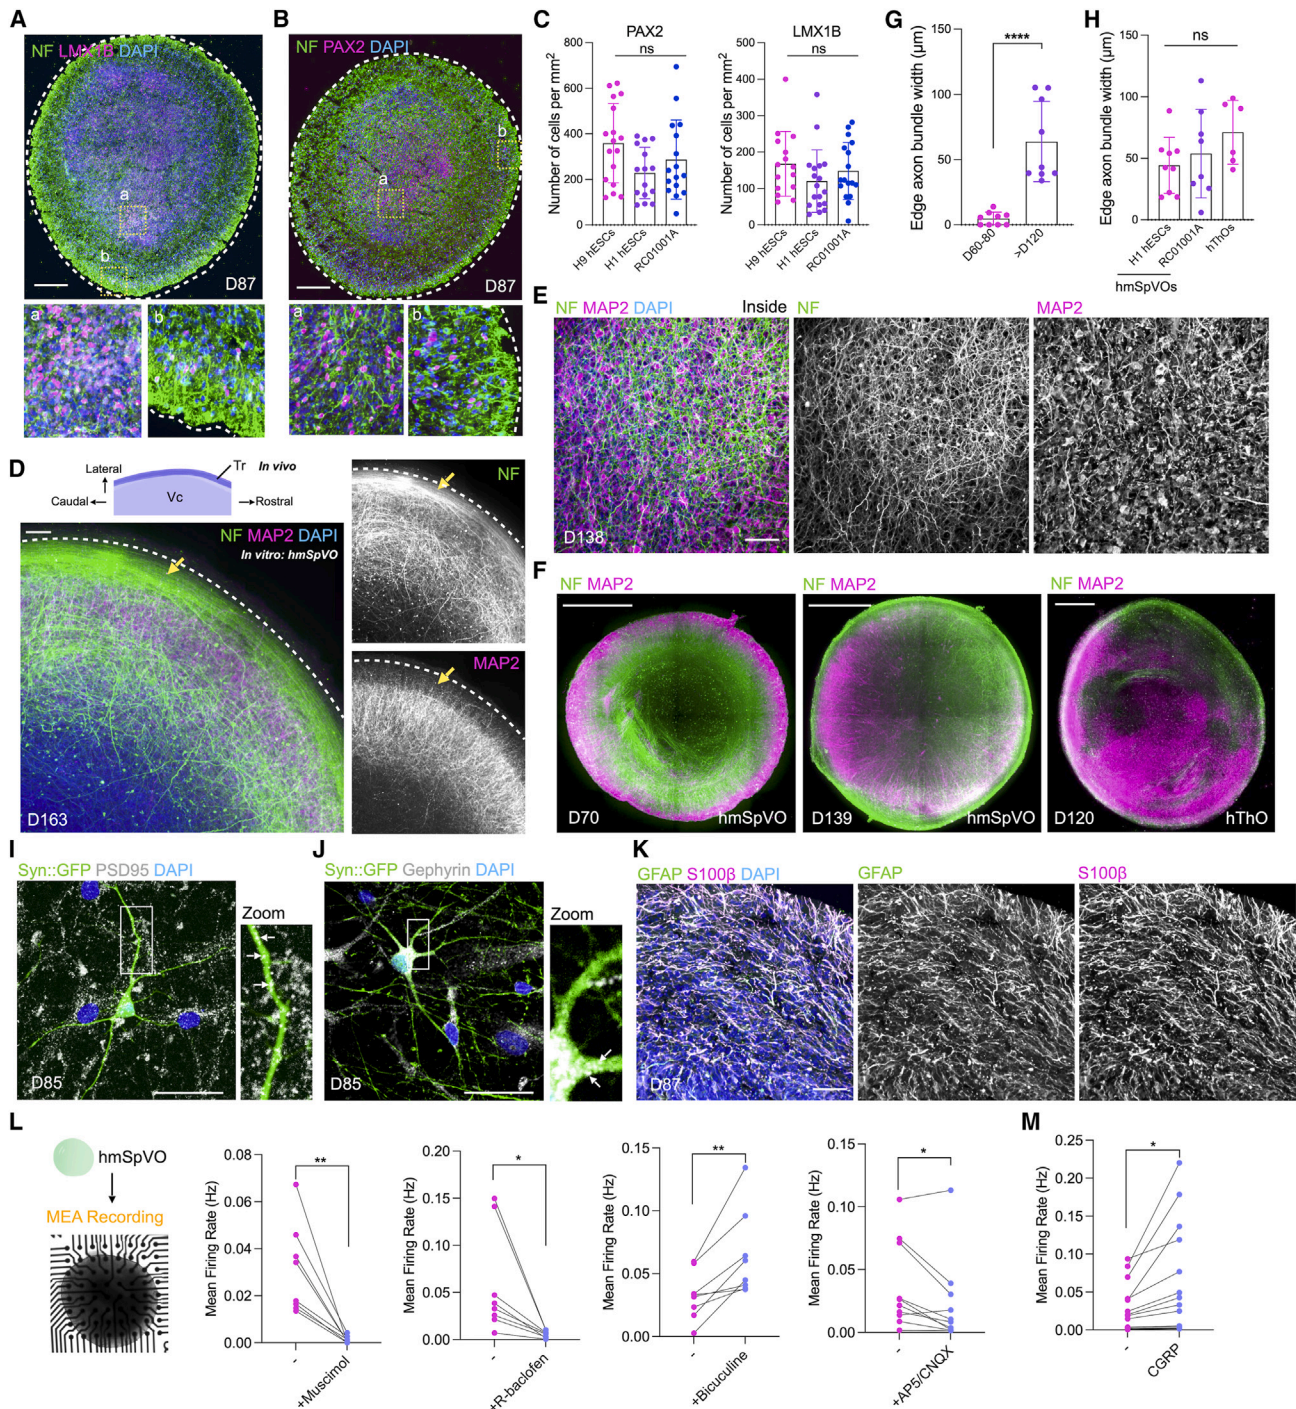 A
NF LMX1B DAPI
a
b
D87
a
b
B
NF PAX2 DAPI
b
a
D87
a
b
C
PAX2
ns
Number of cells per mm²
800
600
400
200
0
H9 hESCs
H1 hESCs
RC01001A
LMX1B
ns
Number of cells per mm²
500
400
300
200
100
0
H9 hESCs
H1 hESCs
RC01001A
G
Edge axon bundle width (μm)
****
150
100
50
0
D60-80
>D120
H
Edge axon bundle width (μm)
ns
150
100
50
0
H1 hESCs
RC01001A
hThOs
hmSpVOs
D
Lateral
Caudal
Vc
Tr
In vivo
Rostral
NF MAP2 DAPI
In vitro: hmSpVO
D163
NF
MAP2
E
NF MAP2 DAPI
Inside
NF
MAP2
D138
F
NF MAP2
D70
hmSpVO
NF MAP2
D139
hmSpVO
NF MAP2
D120
hThO
I
Syn::GFP PSD95 DAPI
D85
Zoom
J
Syn::GFP Gephyrin DAPI
D85
Zoom
K
GFAP S100β DAPI
GFAP
S100β
D87
L
hmSpVO
MEA Recording
Mean Firing Rate (Hz)
0.08
0.06
0.04
0.02
0.00
**
-
+Muscimol
Mean Firing Rate (Hz)
0.20
0.15
0.10
0.05
0.00
*
-
+R-baclofen
Mean Firing Rate (Hz)
0.15
0.10
0.05
0.00
**
-
+Bicuculine
Mean Firing Rate (Hz)
0.15
0.10
0.05
0.00
*
-
+AP5/CNQX
M
Mean Firing Rate (Hz)
0.25
0.20
0.15
0.10
0.05
0.00
*
-
CGRP